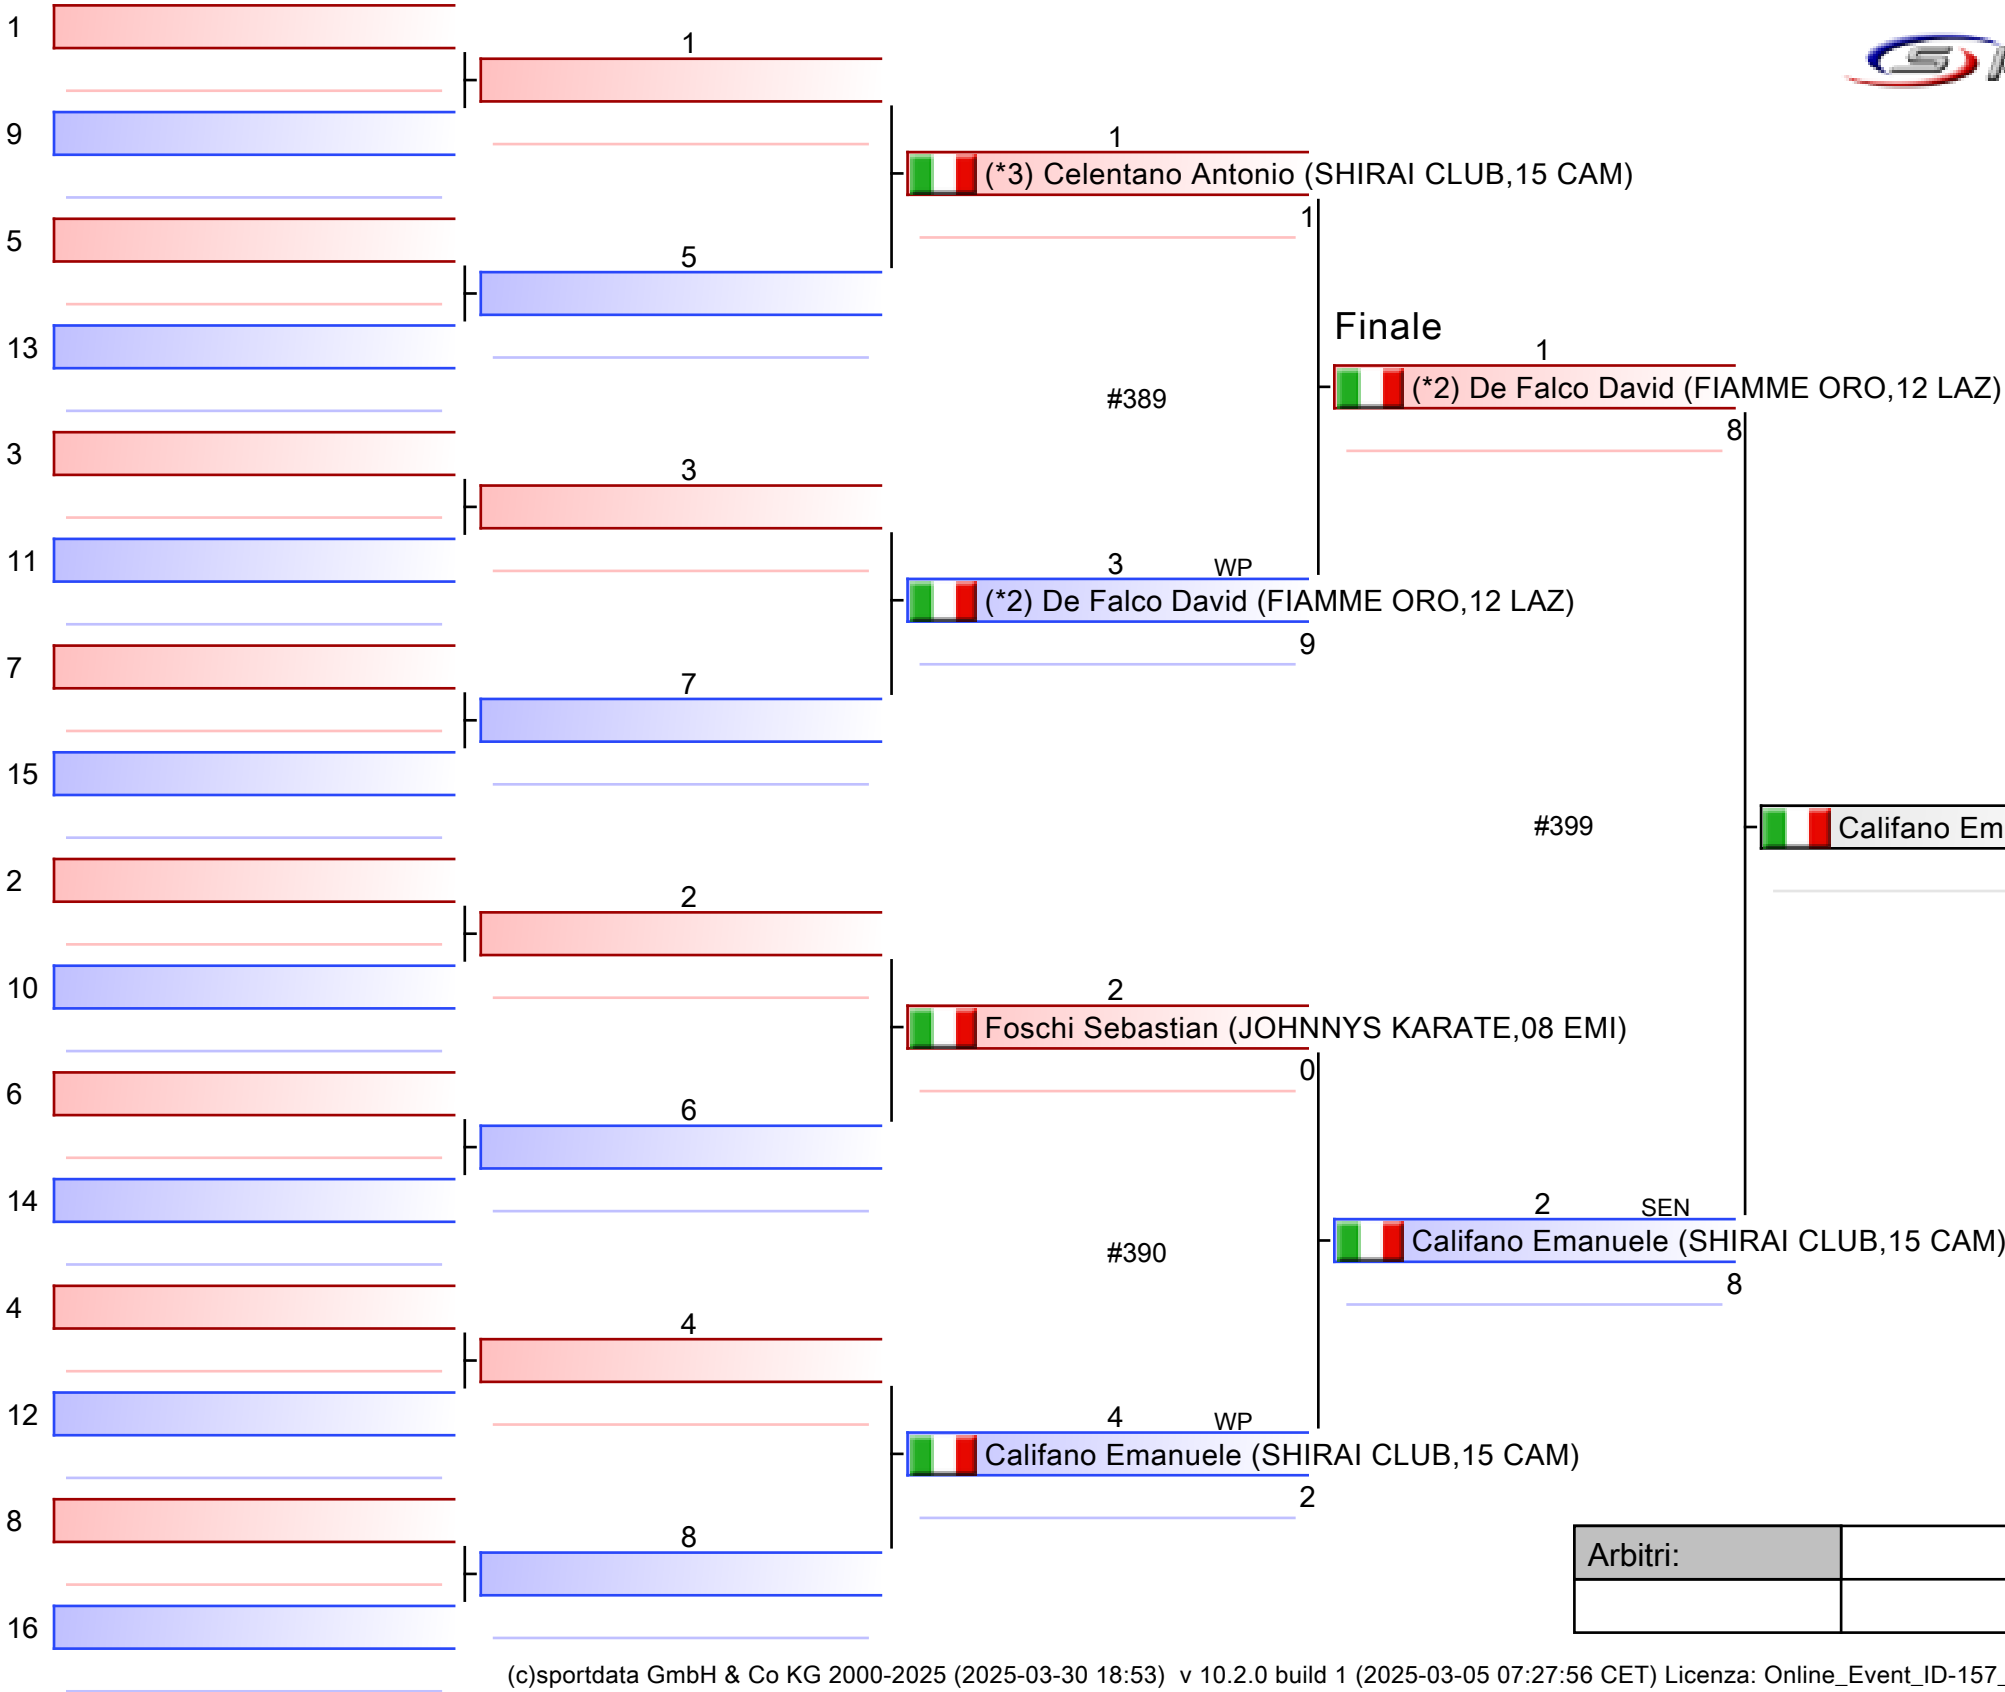 1
1
9
1
(*3) Celentano Antonio (SHIRAI CLUB,15 CAM)
1
5
5
13
Finale
1
(*2) De Falco David (FIAMME ORO,12 LAZ)
8
#389
3
3
11
3 WP
(*2) De Falco David (FIAMME ORO,12 LAZ)
9
7
7
15
#399
Califano Em
2
2
10
2
Foschi Sebastian (JOHNNYS KARATE,08 EMI)
0
6
6
14
2 SEN
Califano Emanuele (SHIRAI CLUB,15 CAM)
8
#390
4
4
12
4 WP
Califano Emanuele (SHIRAI CLUB,15 CAM)
2
8
8
16
Arbitri:
(c)sportdata GmbH & Co KG 2000-2025 (2025-03-30 18:53) v 10.2.0 build 1 (2025-03-05 07:27:56 CET) Licenza: Online_Event_ID-157_